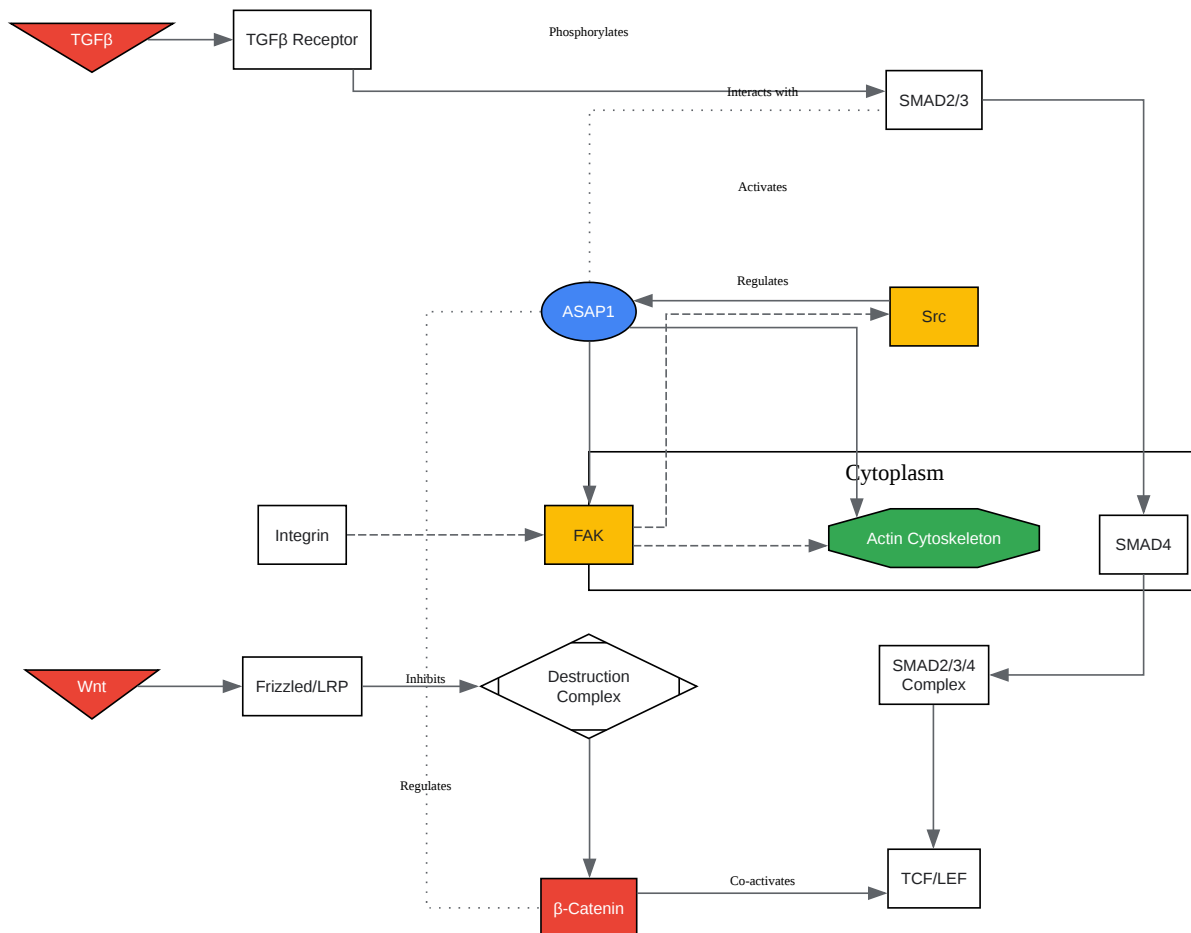 TGFβ
TGFβ Receptor
Phosphorylates
Interacts with
SMAD2/3
Activates
Regulates
ASAP1
Src
Cytoplasm
Integrin
FAK
Actin Cytoskeleton
SMAD4
Wnt
Frizzled/LRP
Inhibits
Destruction
Complex
SMAD2/3/4
Complex
Regulates
Co-activates
TCF/LEF
β-Catenin